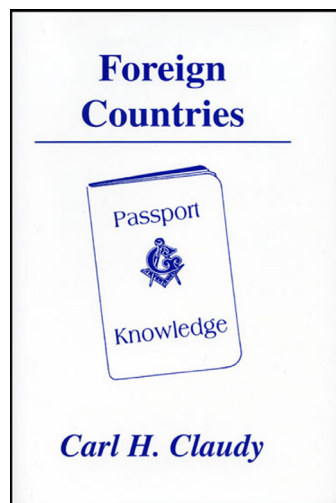 Foreign
Countries
Passport
G
Knowledge
Carl H. Claudy